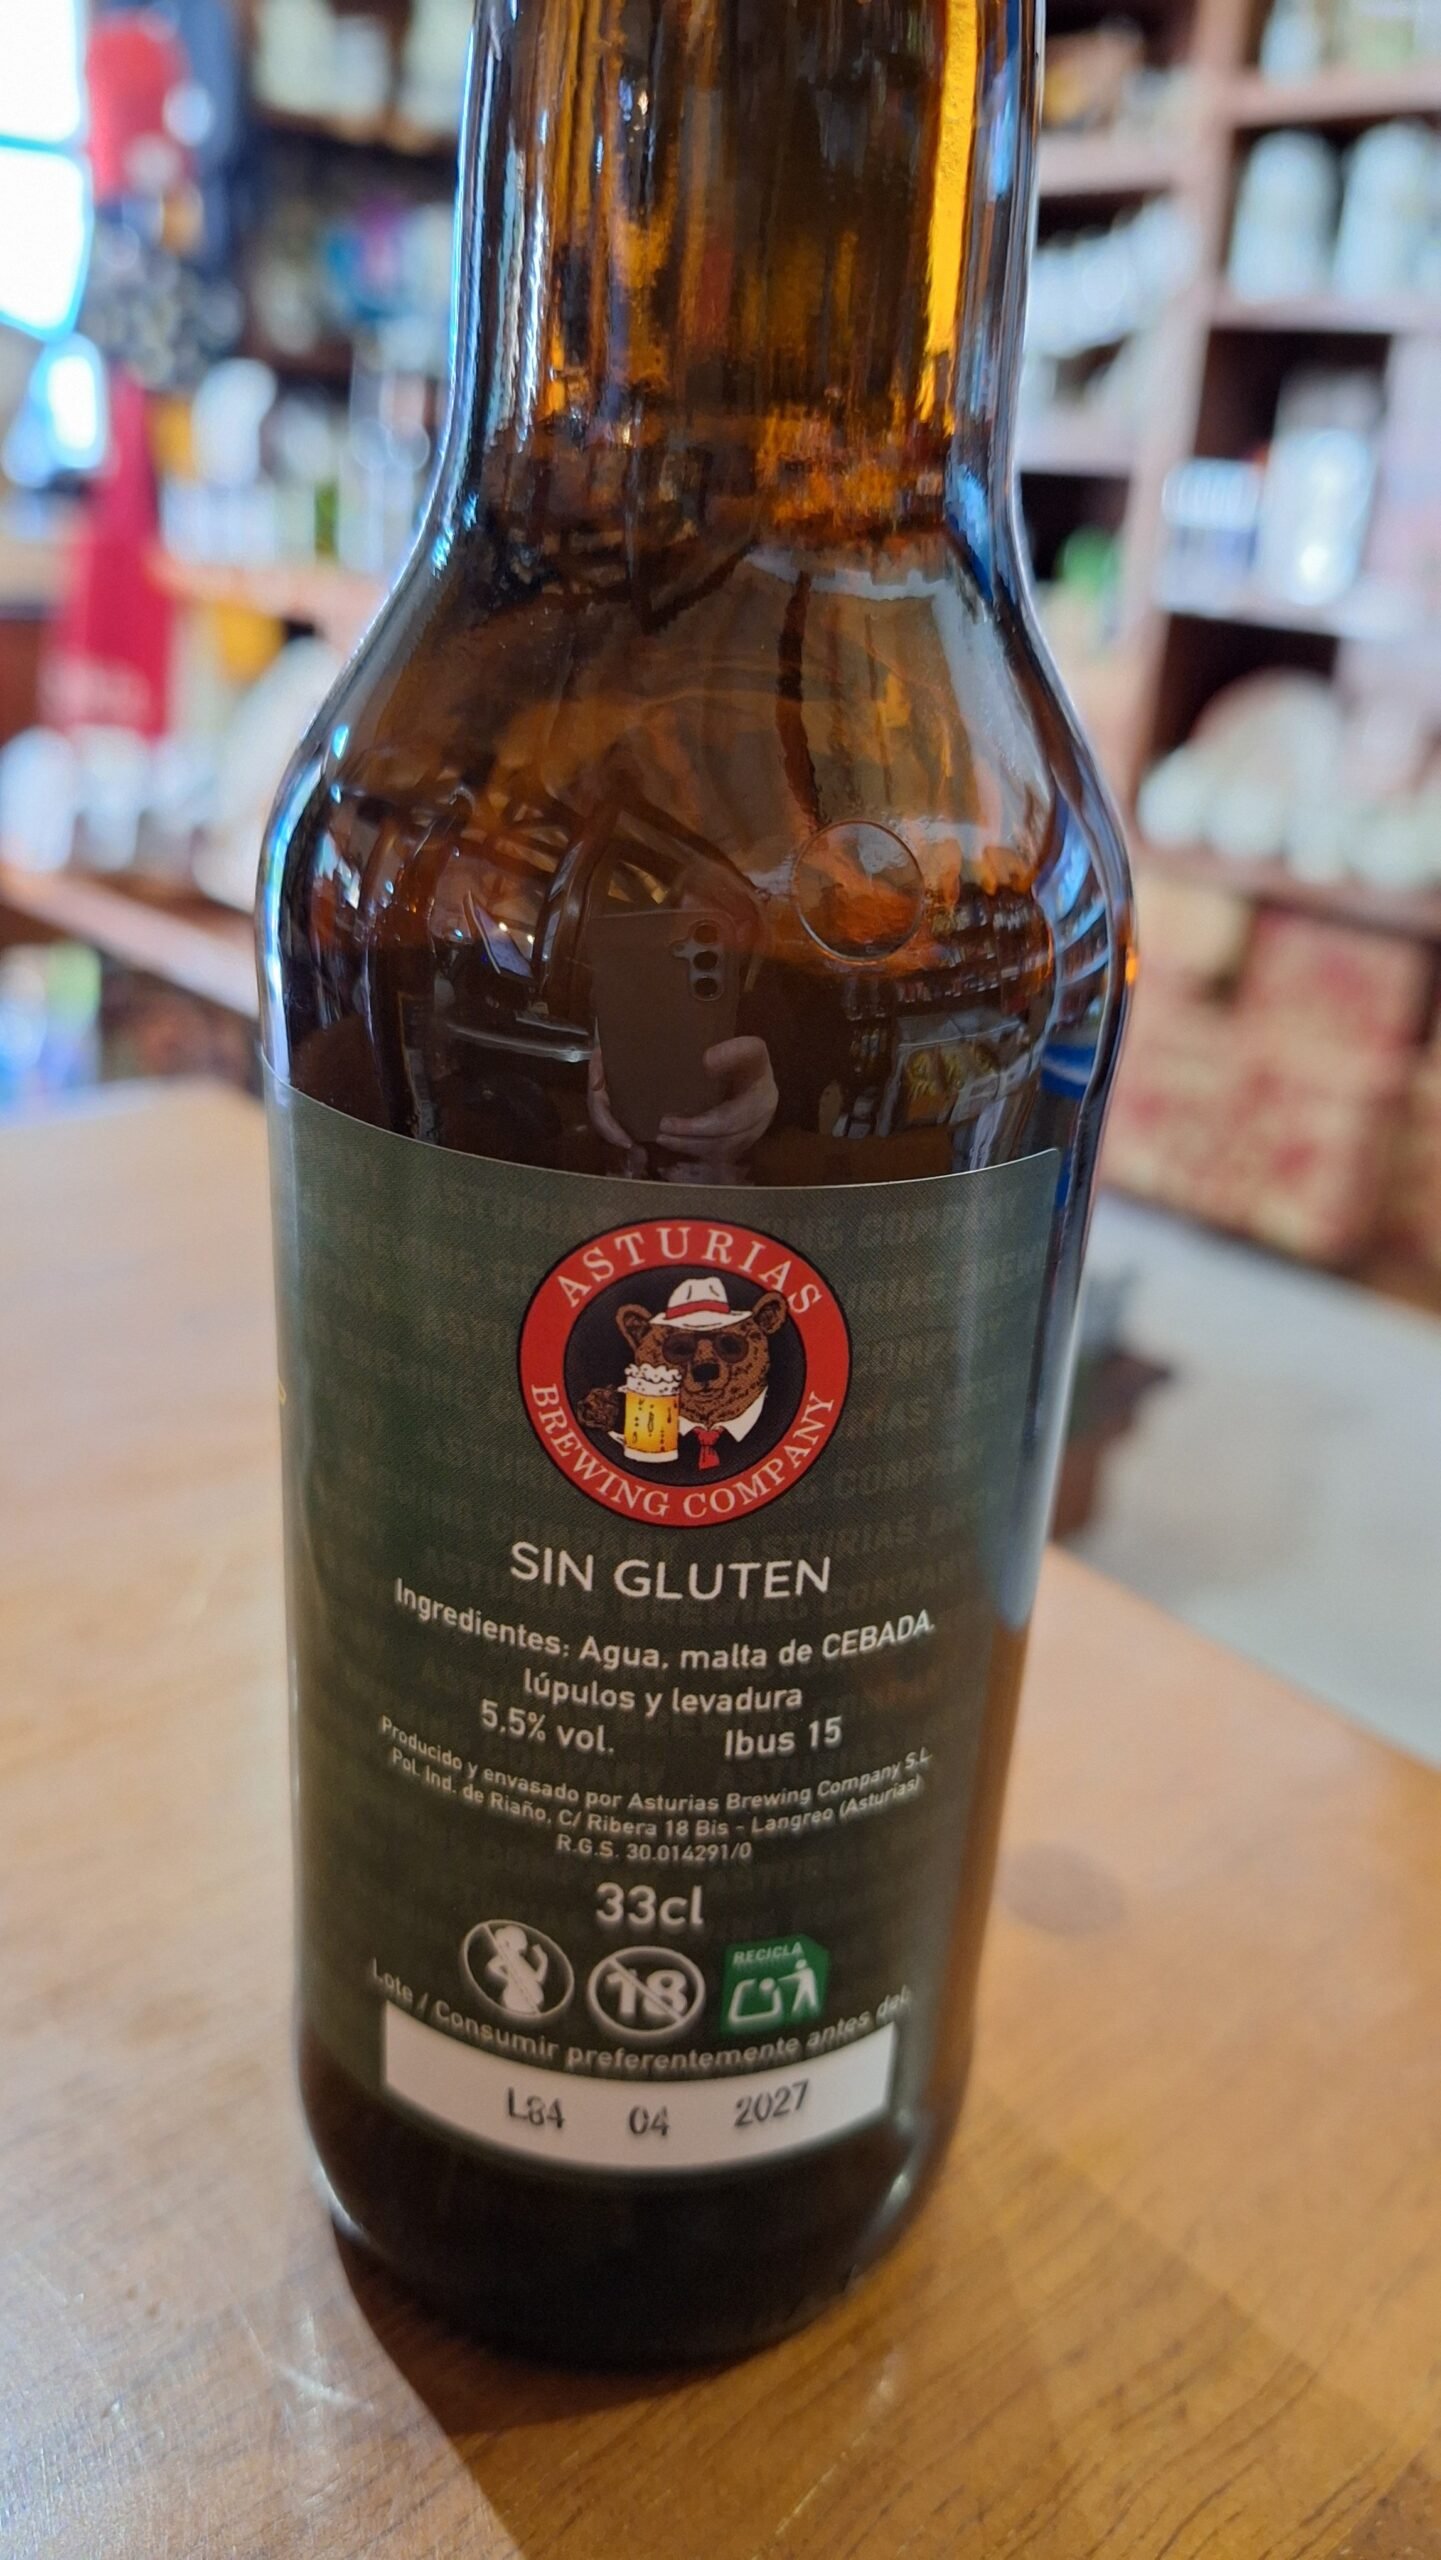 ASTURIAS
BREWING COMPANY
SIN GLUTEN
Ingredientes: Agua, malta de CEBADA,
lúpulos y levadura
5,5% vol. Ibus 15
Producido y envasado por Asturias Brewing Company S.L.
Pol. Ind. de Riaño, C/ Ribera 18 Bis - Langreo (Asturias)
R.G.S. 30.014291/O
33cl
18
RECICLA
Lote / Consumir preferentemente antes del:
L84 04 2027